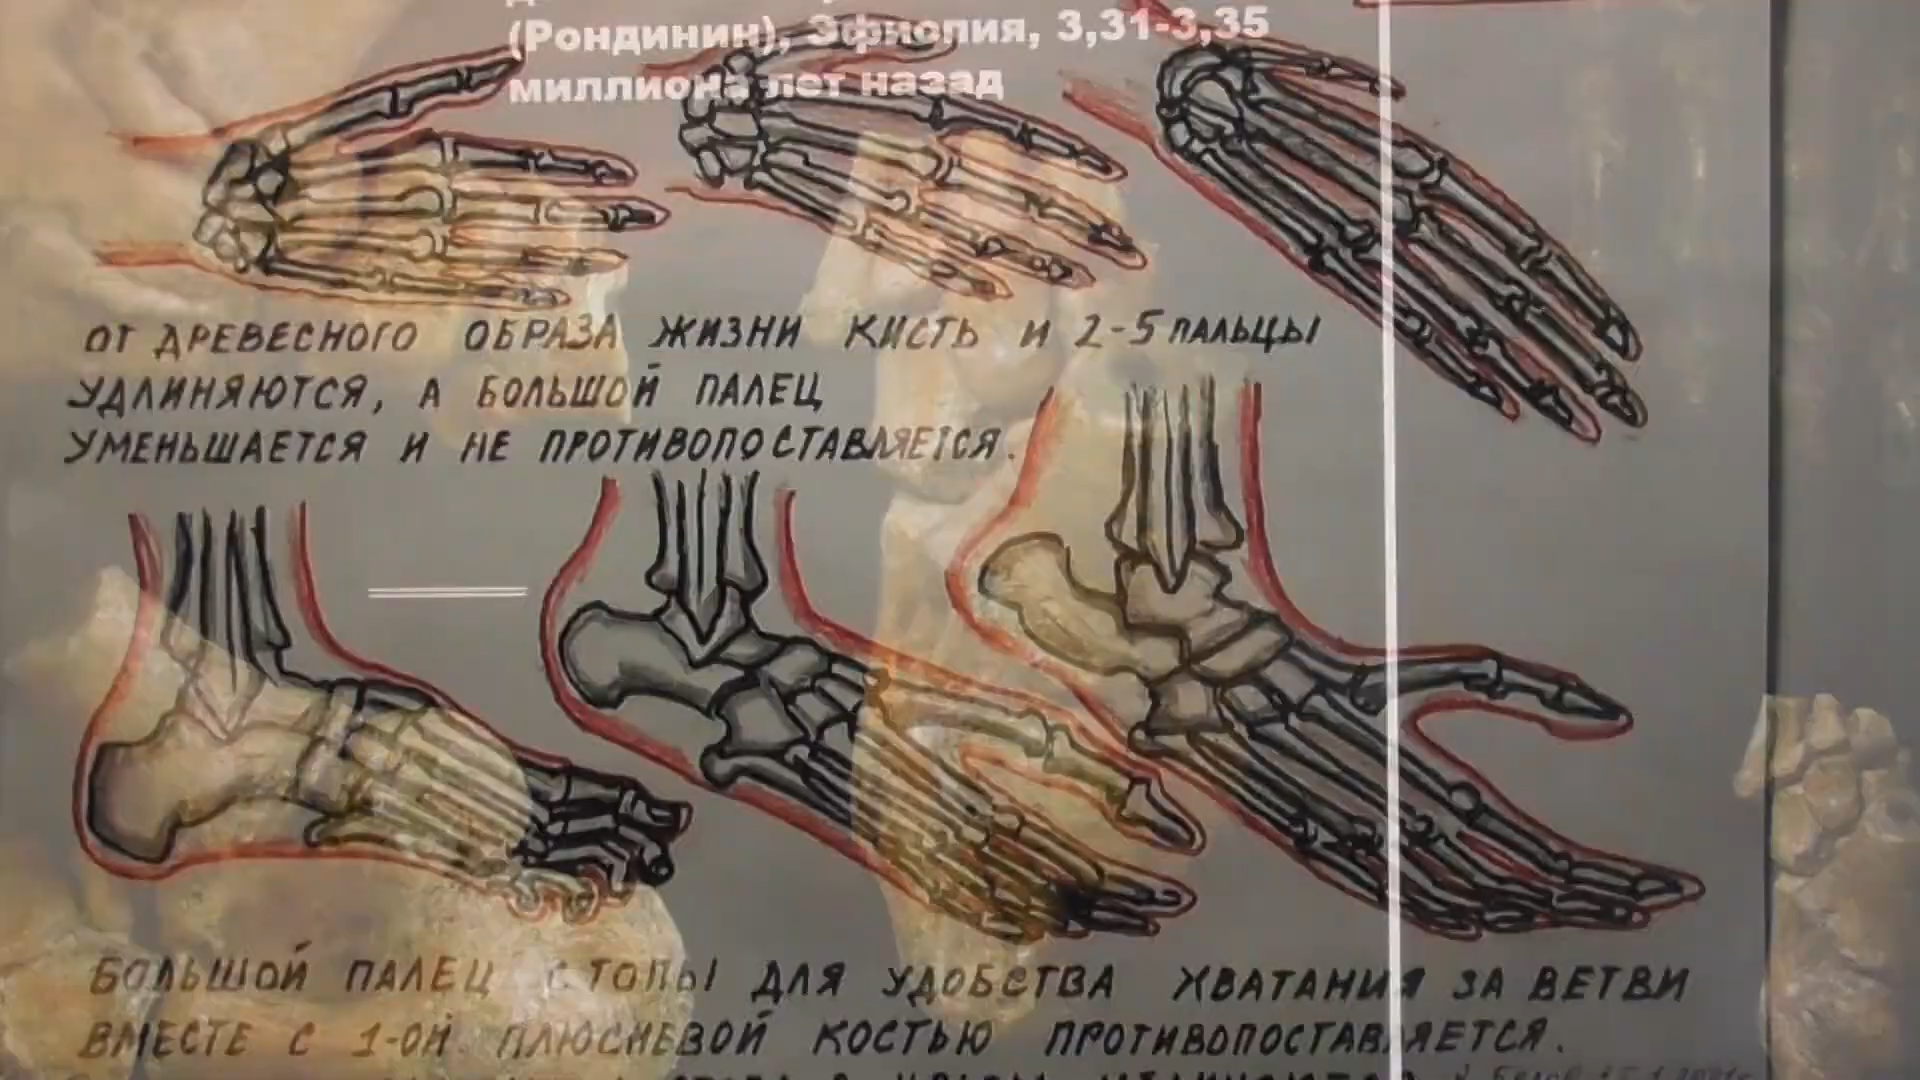 (Рондинин), Эфиопия, 3,31-3,35
миллиона лет назад
ОТ ДРЕВЕСНОГО ОБРАЗА ЖИЗНИ КИСТЬ И 2-5 ПАЛЬЦЫ
УДЛИНЯЮТСЯ, А БОЛЬШОЙ ПАЛЕЦ
УМЕНЬШАЕТСЯ И НЕ ПРОТИВОПОСТАВЛЯЕТСЯ.
БОЛЬШОЙ ПАЛЕЦ СТОПЫ ДЛЯ УДОБСТВА ХВАТАНИЯ ЗА ВЕТВИ
ВМЕСТЕ С 1-ОЙ ПЛЮСНЕВОЙ КОСТЬЮ ПРОТИВОПОСТАВЛЯЕТСЯ.